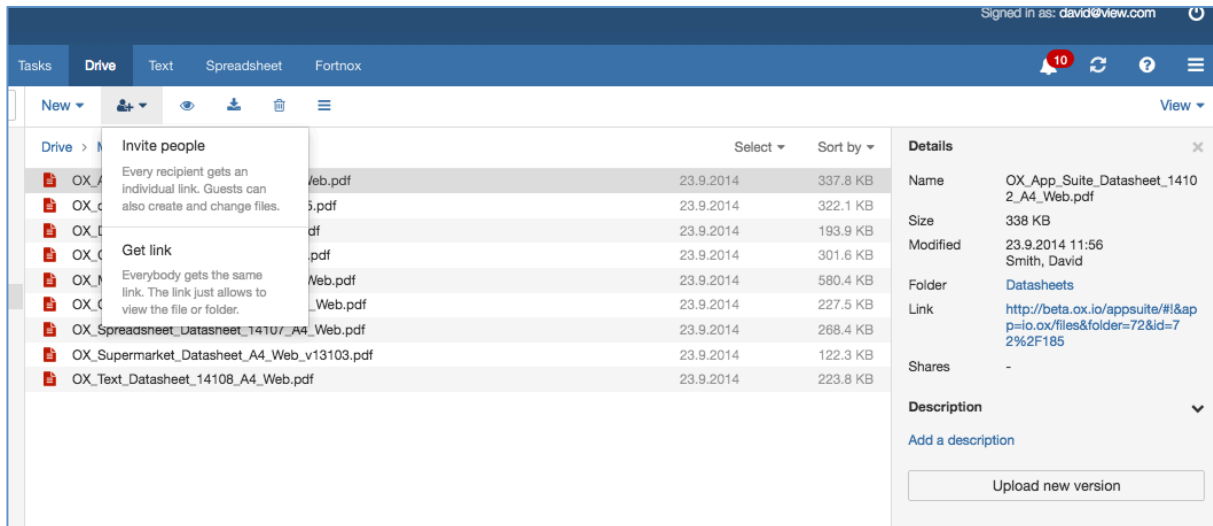 Signed in as: david@view.com
Tasks Drive Text Spreadsheet Fortnox 10
New View
Drive > Select Sort by
Invite people
Every recipient gets an
individual link. Guests can
also create and change files.
Get link
Everybody gets the same
link. The link just allows to
view the file or folder.
Web.pdf 23.9.2014 337.8 KB
5.pdf 23.9.2014 322.1 KB
23.9.2014 193.9 KB
.pdf 23.9.2014 301.6 KB
Web.pdf 23.9.2014 580.4 KB
_Web.pdf 23.9.2014 227.5 KB
OX_Spreadsheet_Datasheet_14107_A4_Web.pdf 23.9.2014 268.4 KB
OX_Supermarket_Datasheet_A4_Web_v13103.pdf 23.9.2014 122.3 KB
OX_Text_Datasheet_14108_A4_Web.pdf 23.9.2014 223.8 KB
Details
Name OX_App_Suite_Datasheet_1410
2_A4_Web.pdf
Size 338 KB
Modified 23.9.2014 11:56
Smith, David
Folder Datasheets
Link http://beta.ox.io/appsuite/#!&ap
p=io.ox/files&folder=72&id=7
2%2F185
Shares -
Description
Add a description
Upload new version